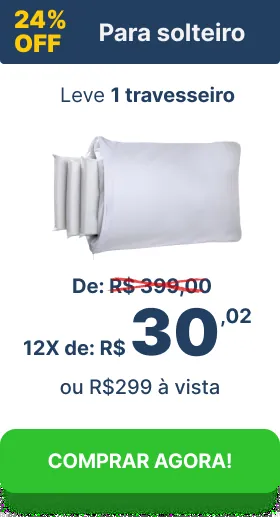 24%
OFF
Para solteiro
Leve 1 travesseiro
De: R$ 399,00
12X de: R$ 30,02
ou R$299 à vista
COMPRAR AGORA!